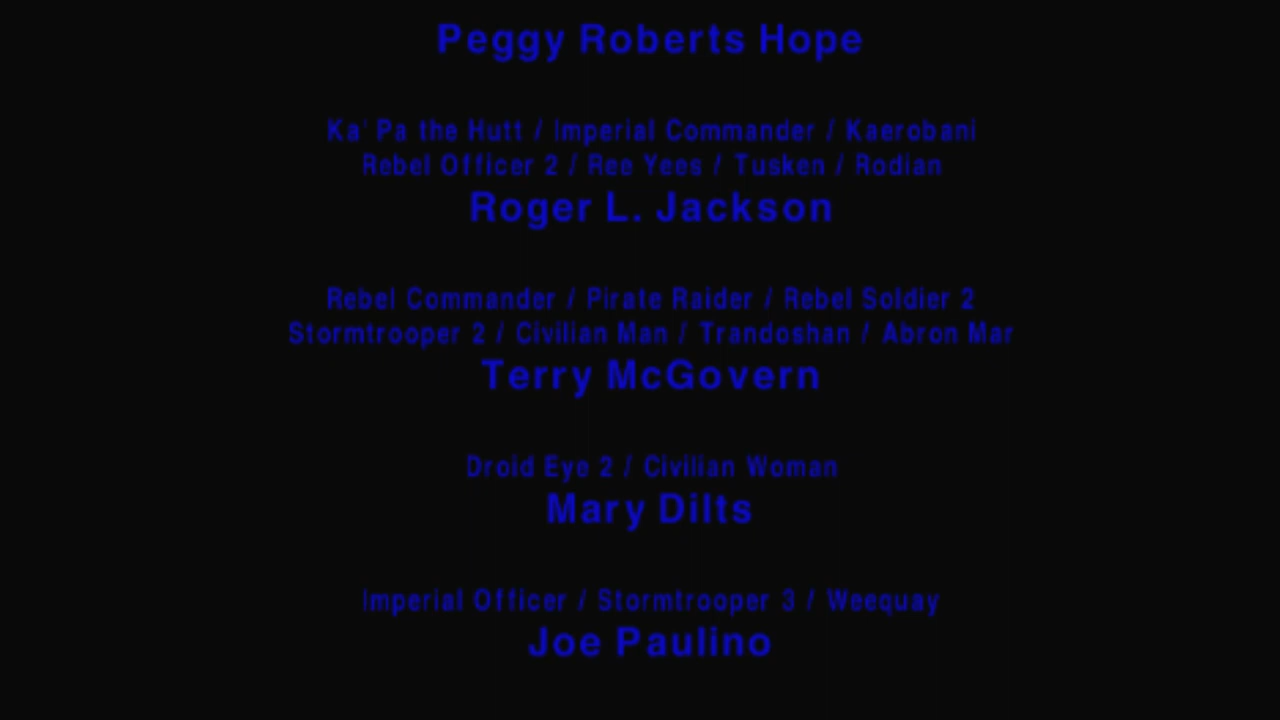 Peggy Roberts Hope
Ka' Pa the Hutt / Imperial Commander / Kaerobani
Rebel Officer 2 / Ree Yees / Tusken / Rodian
Roger L. Jackson
Rebel Commander / Pirate Raider / Rebel Soldier 2
Stormtrooper 2 / Civilian Man / Trandoshan / Abron Mar
Terry McGovern
Droid Eye 2 / Civilian Woman
Mary Dilts
Imperial Officer / Stormtrooper 3 / Weequay
Joe Paulino